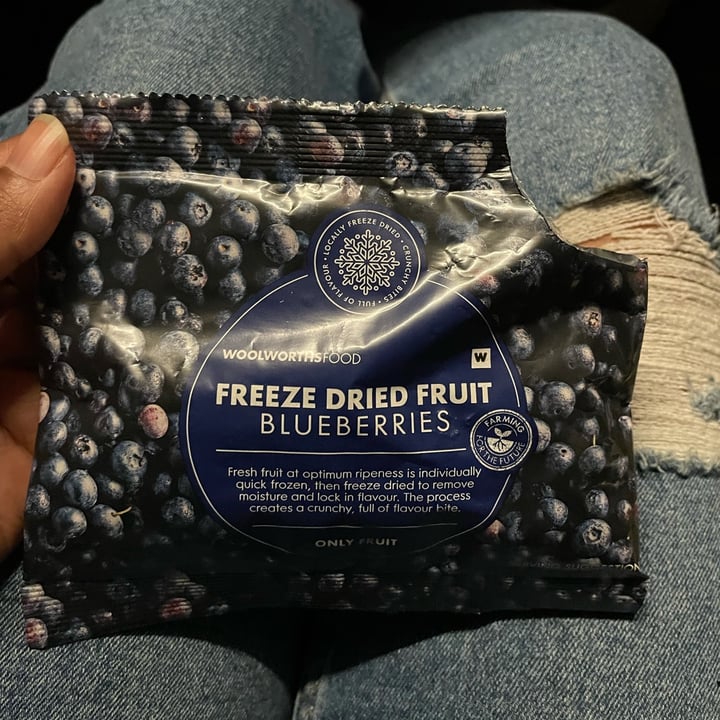 • LOCALLY FREEZE DRIED • CRUNCHY BITES • FULL OF FLAVOUR
WOOLWORTHSFOOD
W
FREEZE DRIED FRUIT
BLUEBERRIES
FARMING
FOR THE FUTURE
Fresh fruit at optimum ripeness is individually
quick frozen, then freeze dried to remove
moisture and lock in flavour. The process
creates a crunchy, full of flavour bite.
ONLY FRUIT
SERVING SUGGESTION